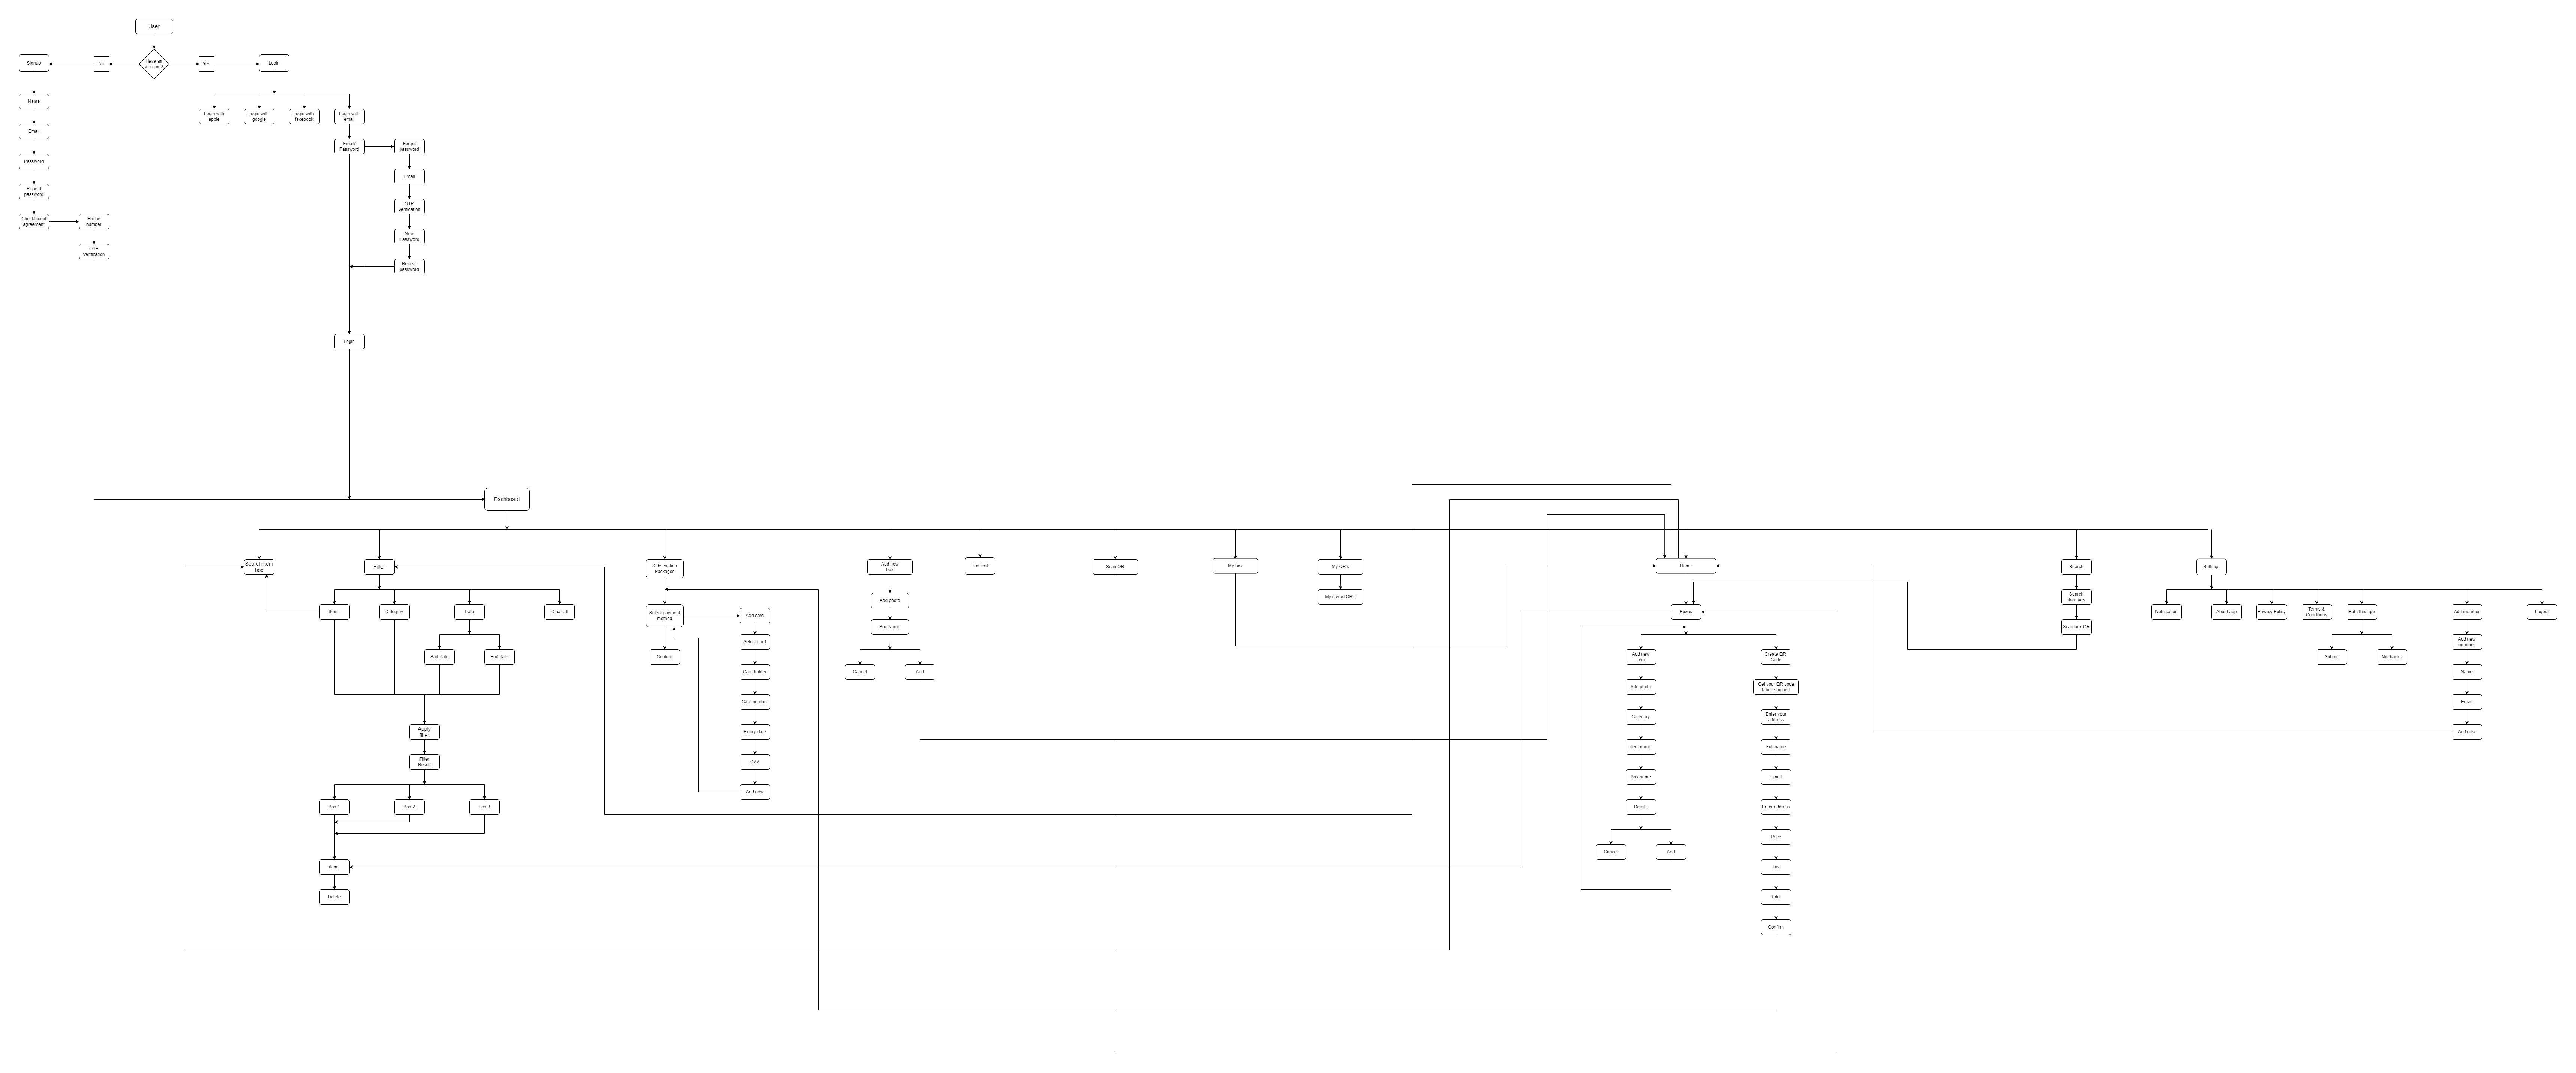 User
Have an
account?
No
Yes
Signup
Login
Name
Email
Password
Repeat
password
Checkbox of
agreement
Phone
number
OTP
Verification
Login with
apple
Login with
google
Login with
facebook
Login with
email
Email/
Password
Forget
password
Email
OTP
Verification
New
Password
Repeat
password
Login
Dashboard
Search item
box
Filter
Items
Category
Date
Clear all
Sart date
End date
Apply
filter
Filter
Result
Box 1
Box 2
Box 3
Items
Delete
Subscription
Packages
Select payment
method
Confirm
Add card
Select card
Card holder
Card number
Expiry date
CVV
Add now
Add new
box
Add photo
Box Name
Cancel
Add
Box limit
Scan QR
My box
My QR's
My saved QR's
Home
Boxes
Add new
item
Add photo
Category
Item name
Box name
Details
Cancel
Add
Create QR
Code
Get your QR code
label shipped
Enter your
address
Full name
Email
Enter address
Price
Tax
Total
Confirm
Search
Search
item,box
Scan box QR
Settings
Notification
About app
Privacy Policy
Terms &
Conditions
Rate this app
Submit
No thanks
Add member
Add new
member
Name
Email
Add now
Logout